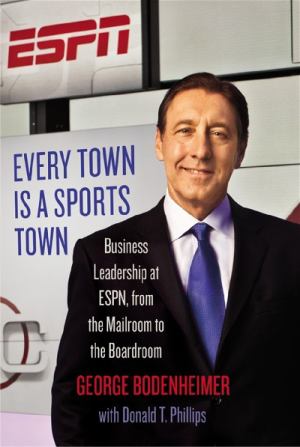 ESPN
EVERY TOWN
IS A SPORTS
TOWN
Business
Leadership at
ESPN, from
the Mailroom to
the Boardroom
GEORGE BODENHEIMER
with Donald T. Phillips